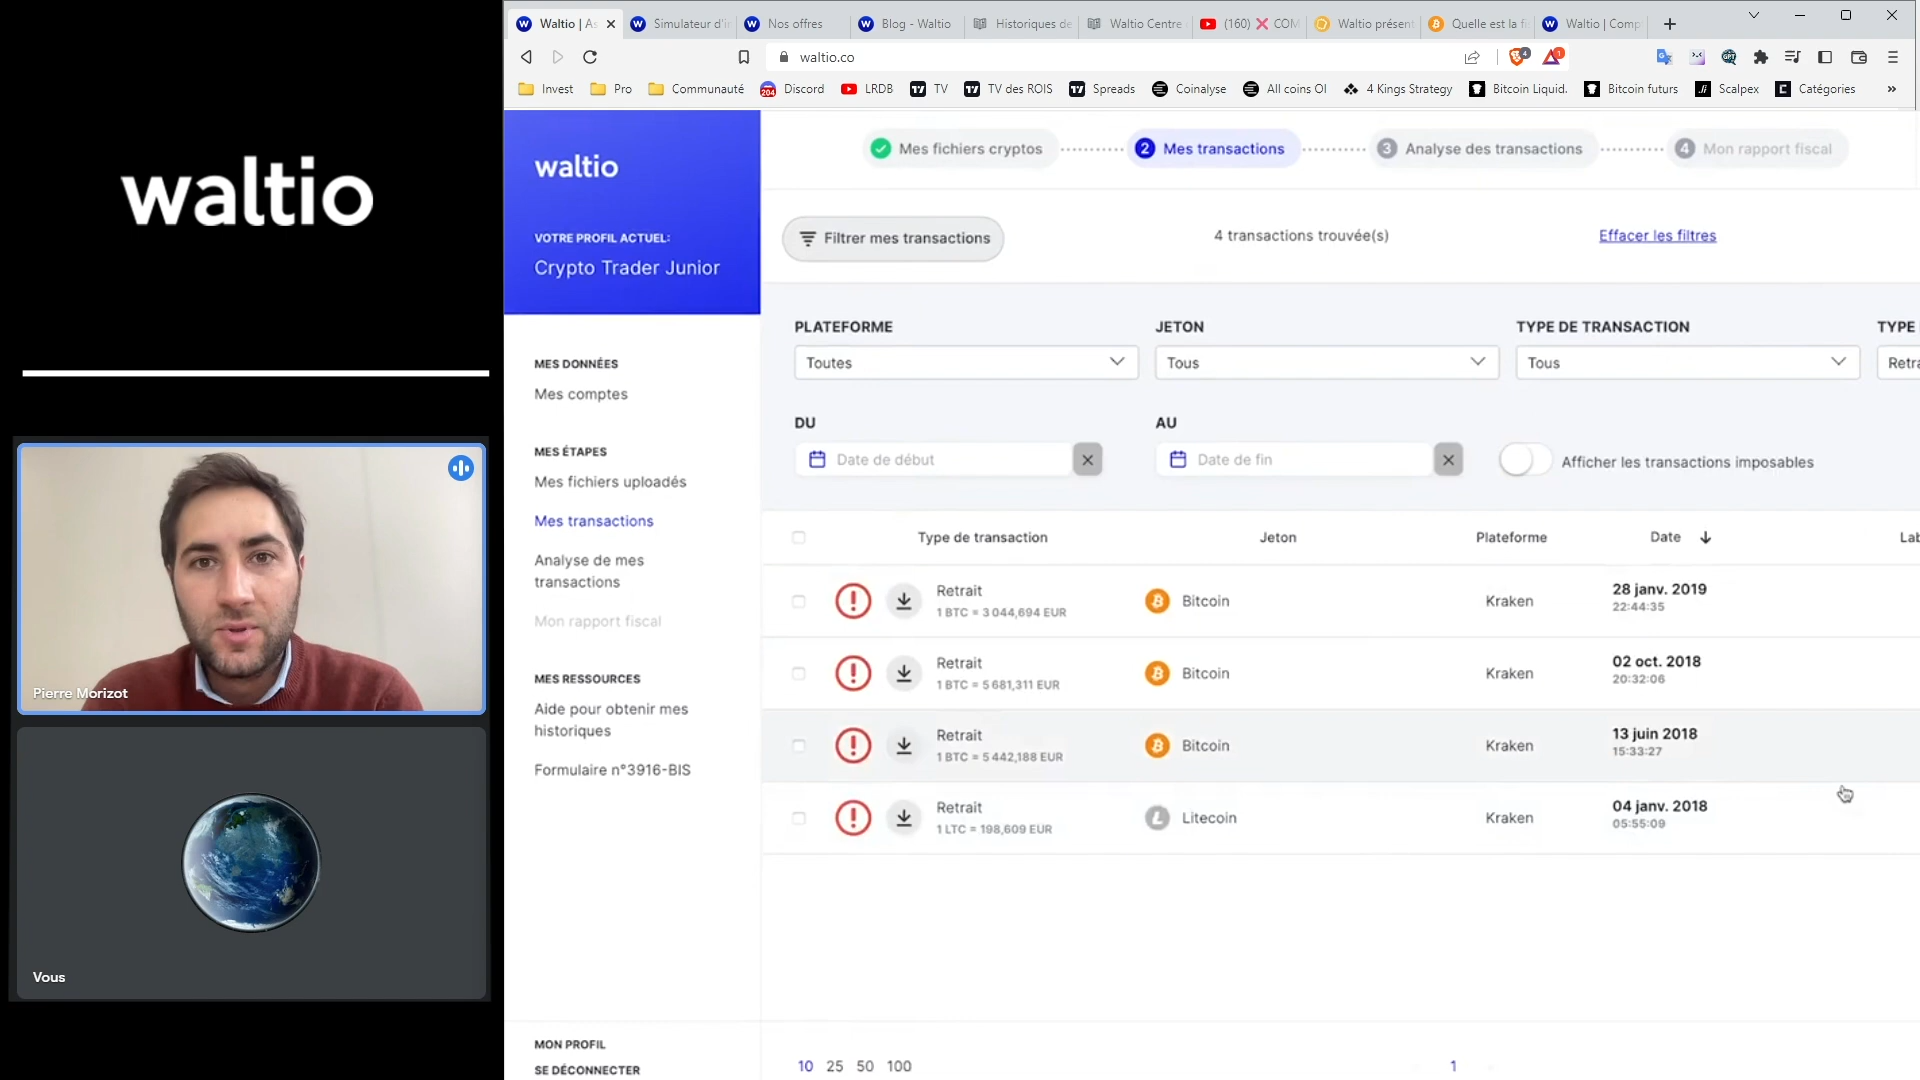 Waltio | As
Simulateur d'i
Nos offres
Blog - Waltio
Historiques de
Waltio Centre
(160) ❌ COM
Waltio présen
Quelle est la fi
Waltio | Comp
waltio.co
4
1
Invest
Pro
Communauté
204
Discord
LRDB
TV
TV des ROIS
Spreads
Coinalyse
All coins OI
4 Kings Strategy
Bitcoin Liquid.
Bitcoin futurs
Scalpex
Catégories
»
waltio
Pierre Morizot
Vous
waltio
VOTRE PROFIL ACTUEL:
Crypto Trader Junior
MES DONNÉES
Mes comptes
MES ÉTAPES
Mes fichiers uploadés
Mes transactions
Analyse de mes
transactions
Mon rapport fiscal
MES RESSOURCES
Aide pour obtenir mes
historiques
Formulaire n°3916-BIS
MON PROFIL
SE DÉCONNECTER
Mes fichiers cryptos
2 Mes transactions
3 Analyse des transactions
4 Mon rapport fiscal
Filtrer mes transactions
4 transactions trouvée(s)
Effacer les filtres
PLATEFORME
JETON
TYPE DE TRANSACTION
TYPE
Toutes
Tous
Tous
Retra
DU
AU
Date de début
Date de fin
Afficher les transactions imposables
Type de transaction
Jeton
Plateforme
Date
Lab
Retrait
1 BTC = 3 044,694 EUR
Bitcoin
Kraken
28 janv. 2019
22:44:35
Retrait
1 BTC = 5 681,311 EUR
Bitcoin
Kraken
02 oct. 2018
20:32:06
Retrait
1 BTC = 5 442,188 EUR
Bitcoin
Kraken
13 juin 2018
15:33:27
Retrait
1 LTC = 198,609 EUR
Litecoin
Kraken
04 janv. 2018
05:55:09
10 25 50 100
1